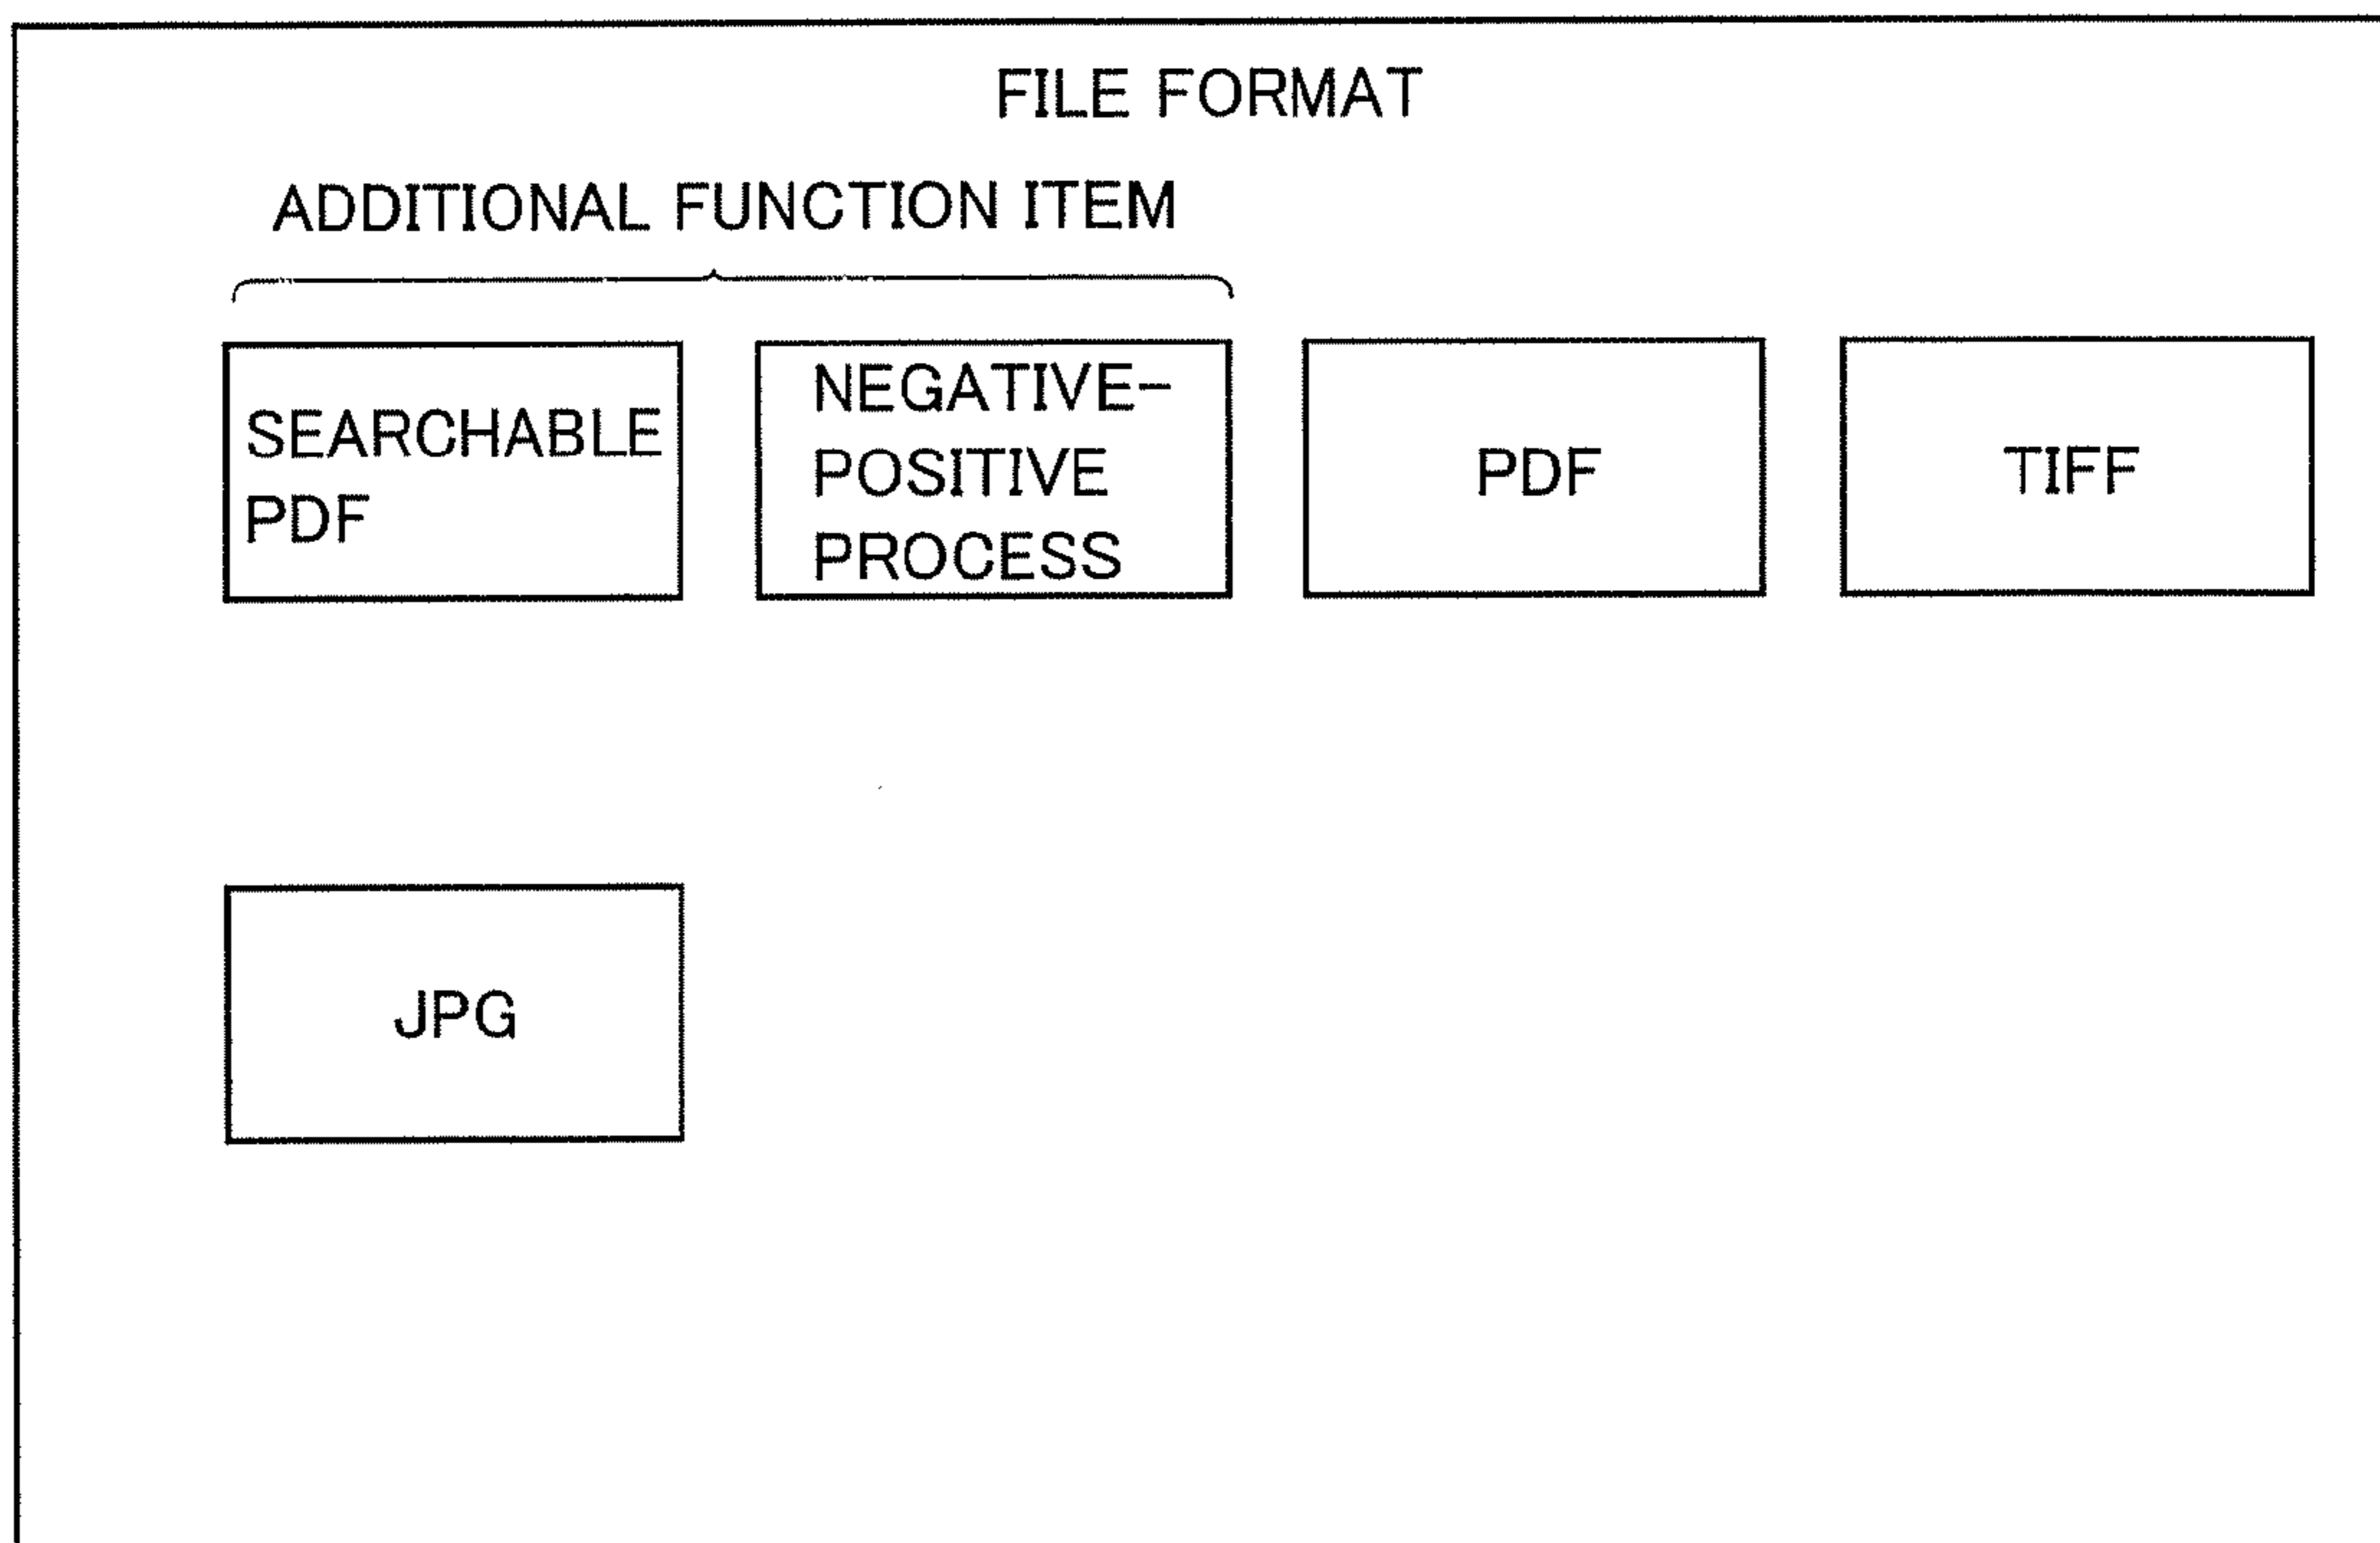 FILE FORMAT
ADDITIONAL FUNCTION ITEM
SEARCHABLE
PDF
NEGATIVE-
POSITIVE
PROCESS
PDF
TIFF
JPG